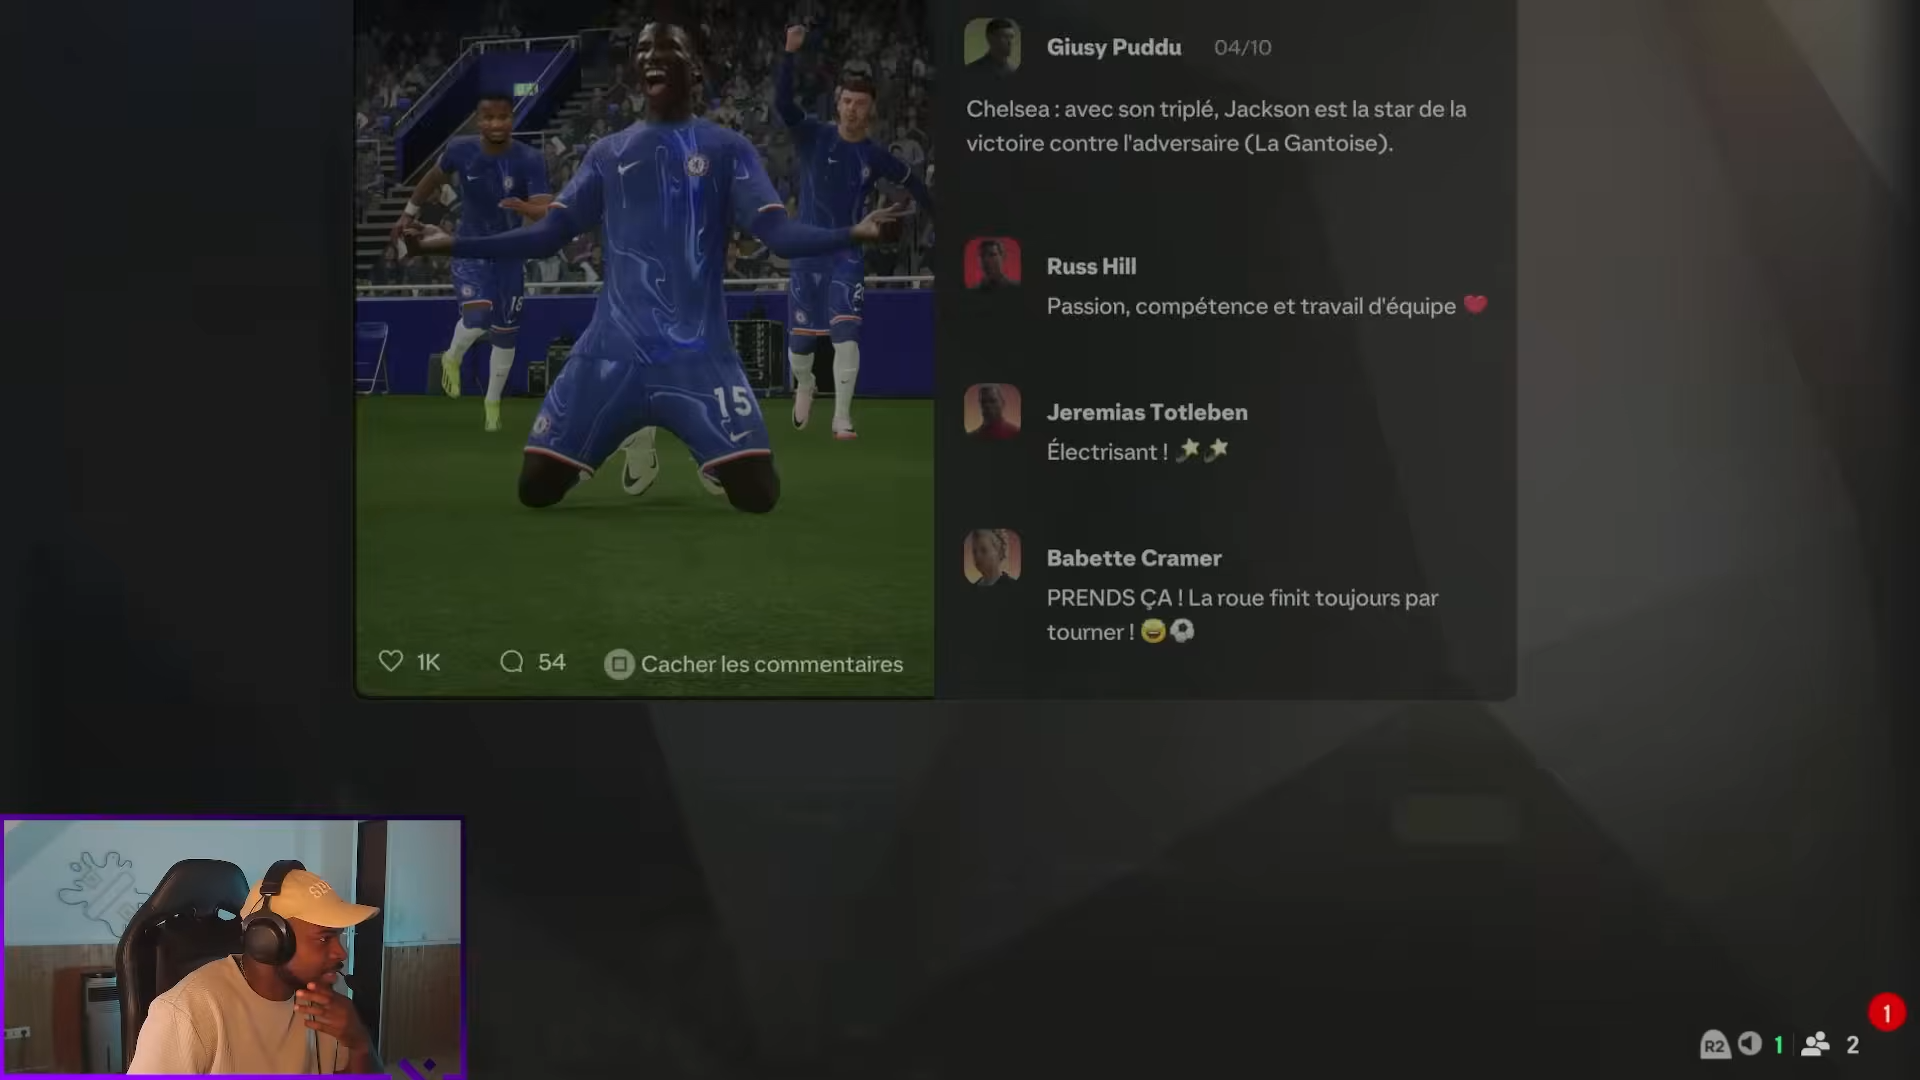 Giusy Puddu 04/10
Chelsea : avec son triplé, Jackson est la star de la
victoire contre l'adversaire (La Gantoise).
Russ Hill
Passion, compétence et travail d'équipe ❤️
Jeremias Totleben
Électrisant ! 🌠🌠
Babette Cramer
PRENDS ÇA ! La roue finit toujours par
tourner ! 😄⚽
18
15
2
1K 54 Cacher les commentaires
1
R2 1 2